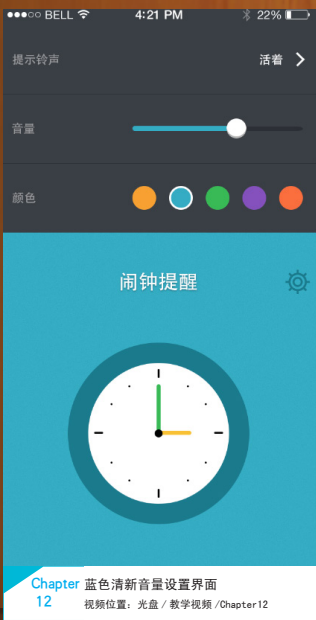 ●●●○○ BELL 4:21 PM 22%
提示铃声 活着
音量
颜色
闹钟提醒
Chapter 12
蓝色清新音量设置界面
视频位置：光盘/教学视频/Chapter12